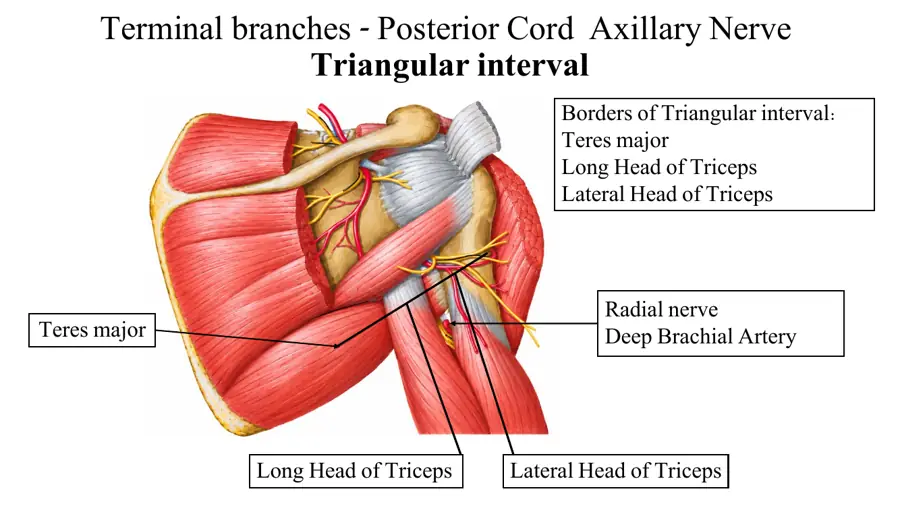 Terminal branches - Posterior Cord Axillary Nerve
Triangular interval
Borders of Triangular interval:
Teres major
Long Head of Triceps
Lateral Head of Triceps
Radial nerve
Deep Brachial Artery
Teres major
Long Head of Triceps
Lateral Head of Triceps